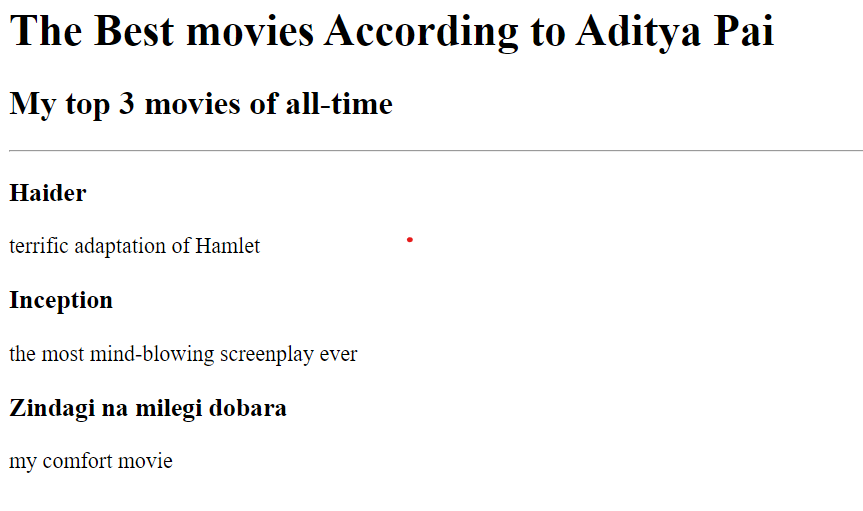 The Best movies According to Aditya Pai
My top 3 movies of all-time
Haider
terrific adaptation of Hamlet
Inception
the most mind-blowing screenplay ever
Zindagi na milegi dobara
my comfort movie